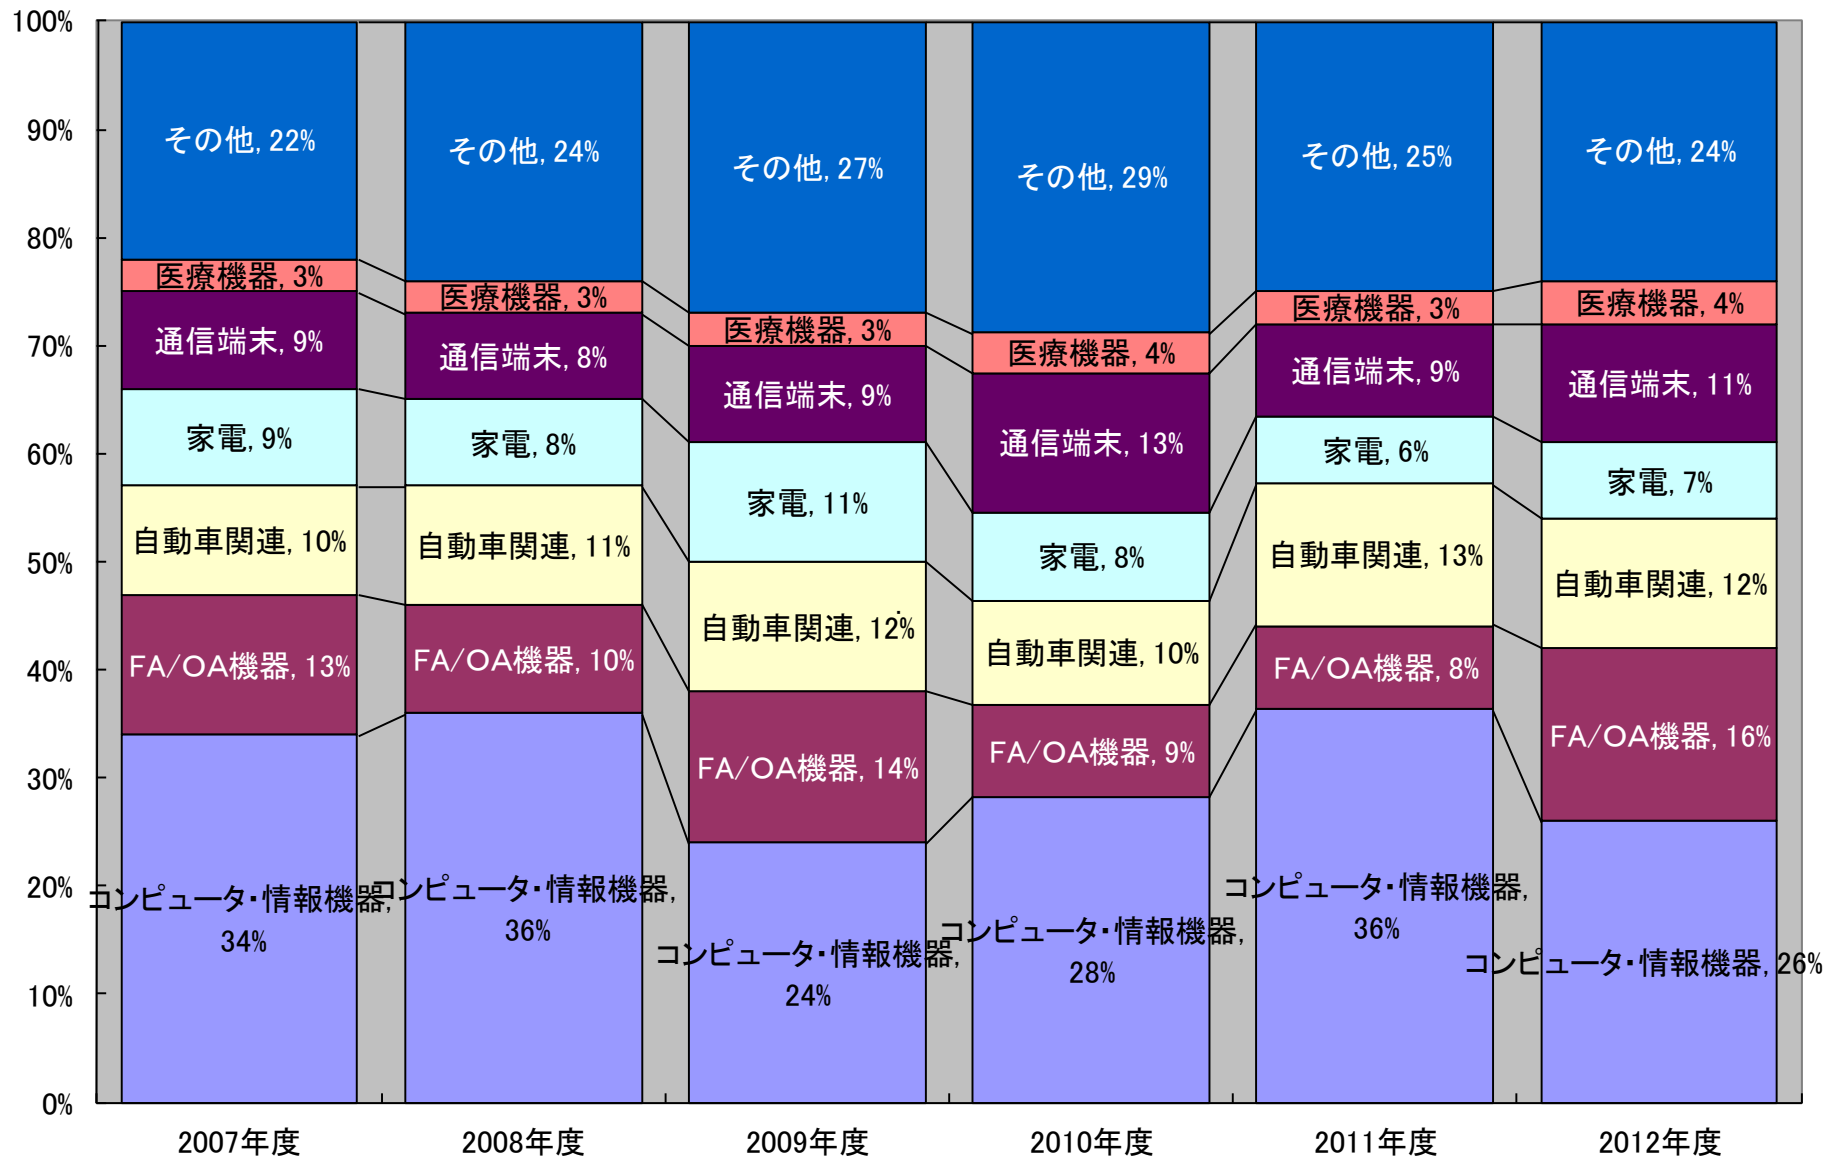 100%
90%
80%
70%
60%
50%
40%
30%
20%
10%
0%
その他, 22%
医療機器, 3%
通信端末, 9%
家電, 9%
自動車関連, 10%
FA/OA機器, 13%
コンピュータ・情報機器,
34%
その他, 24%
医療機器, 3%
通信端末, 8%
家電, 8%
自動車関連, 11%
FA/OA機器, 10%
コンピュータ・情報機器,
36%
その他, 27%
医療機器, 3%
通信端末, 9%
家電, 11%
自動車関連, 12%
FA/OA機器, 14%
コンピュータ・情報機器,
24%
その他, 29%
医療機器, 4%
通信端末, 13%
家電, 8%
自動車関連, 10%
FA/OA機器, 9%
コンピュータ・情報機器,
28%
その他, 25%
医療機器, 3%
通信端末, 9%
家電, 6%
自動車関連, 13%
FA/OA機器, 8%
コンピュータ・情報機器,
36%
その他, 24%
医療機器, 4%
通信端末, 11%
家電, 7%
自動車関連, 12%
FA/OA機器, 16%
コンピュータ・情報機器, 26%
2007年度
2008年度
2009年度
2010年度
2011年度
2012年度